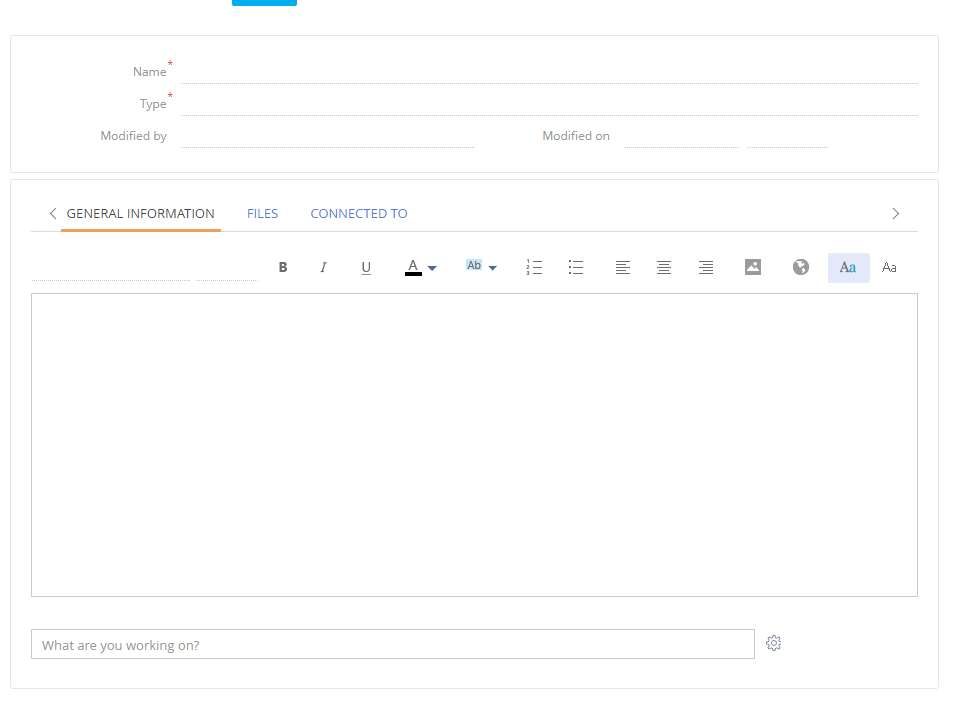 Name*
Type*
Modified by Modified on
GENERAL INFORMATION FILES CONNECTED TO
B I U A Ab Aa Aa
What are you working on?